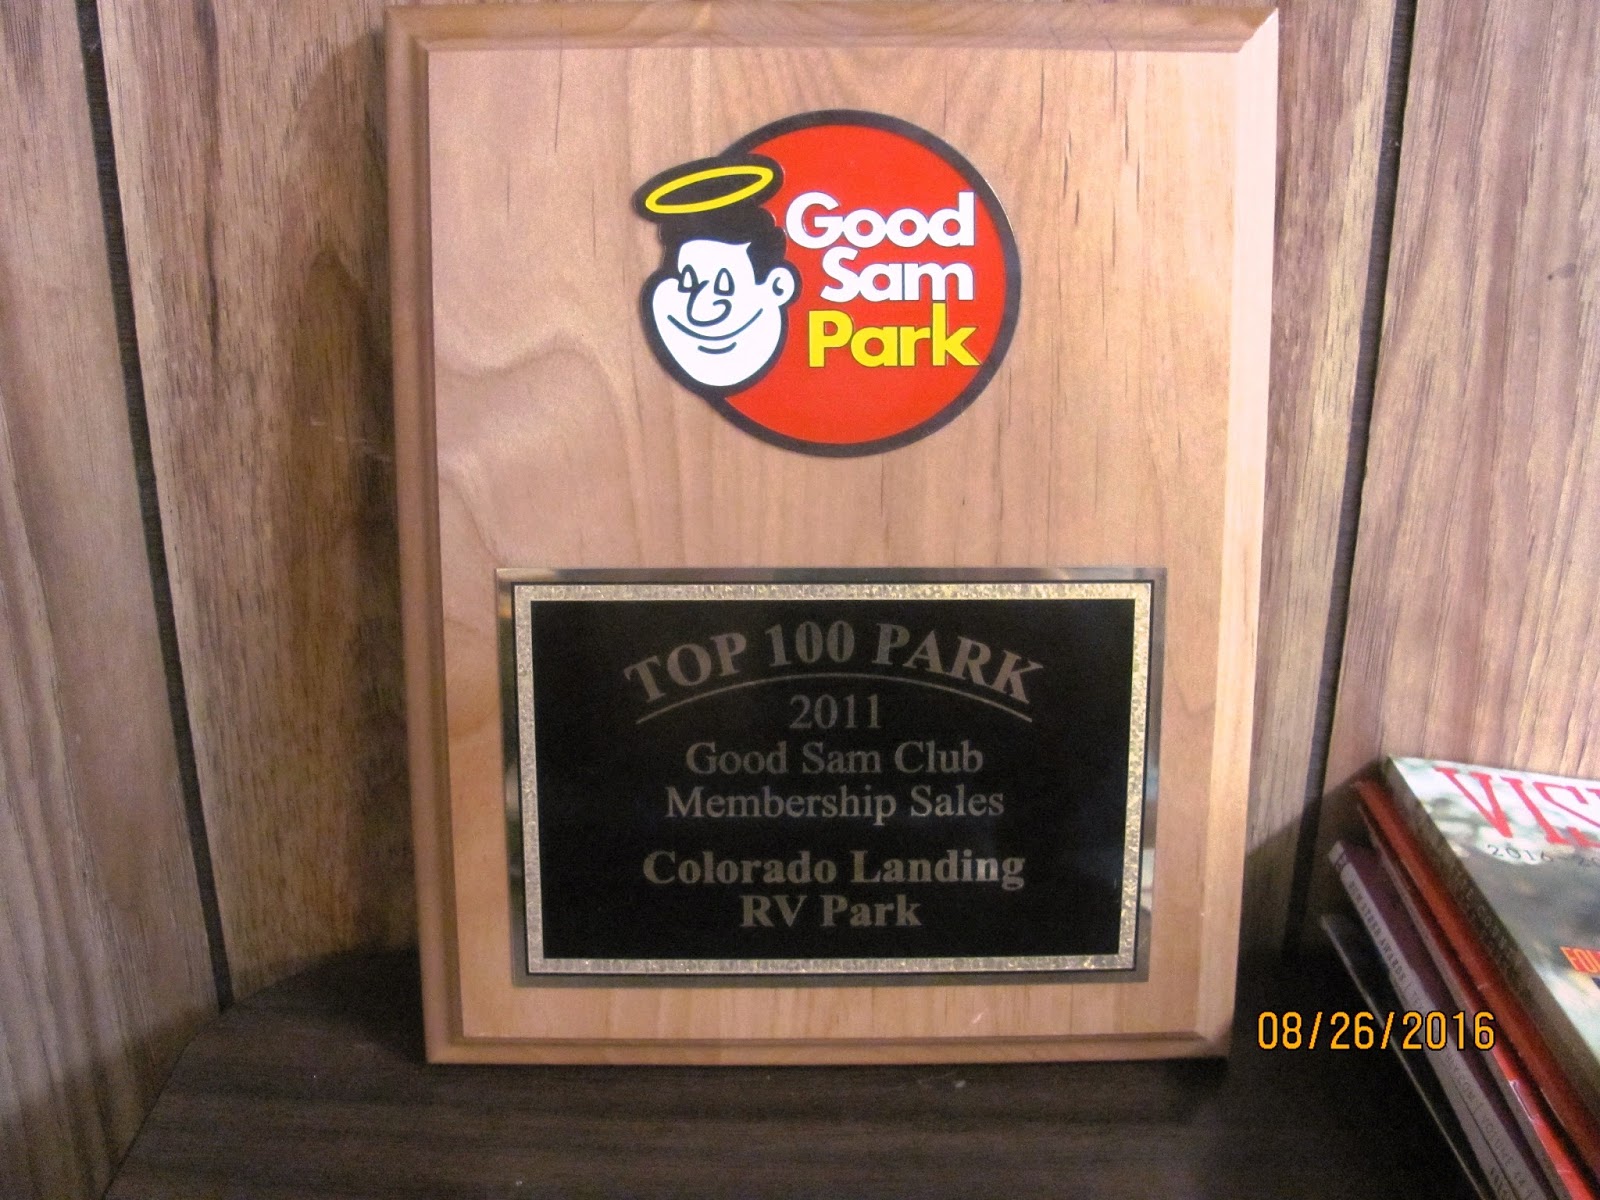 Good
Sam
Park
TOP 100 PARK
2011
Good Sam Club
Membership Sales
Colorado Landing
RV Park
08/26/2016